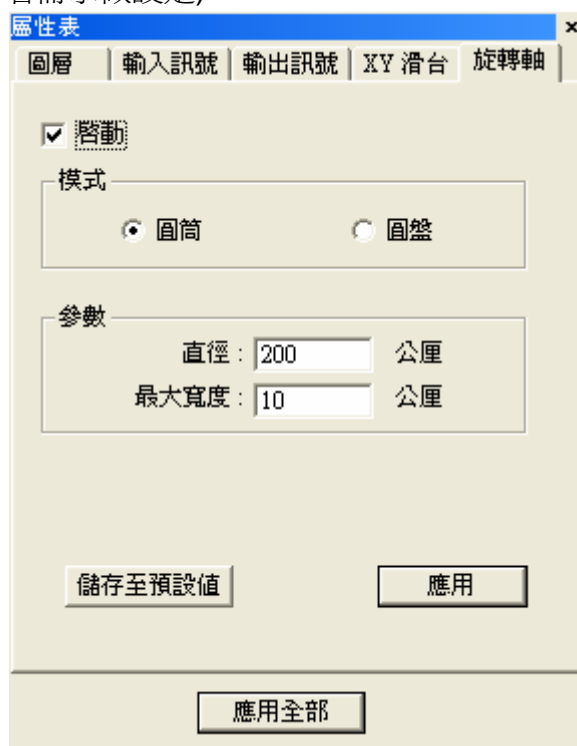 屬性表
圖層 輸入訊號 輸出訊號 XY 滑台 旋轉軸
啓動
模式
圓筒 圓盤
參數
直徑 : 200 公厘
最大寬度 : 10 公厘
儲存至預設值 應用
應用全部